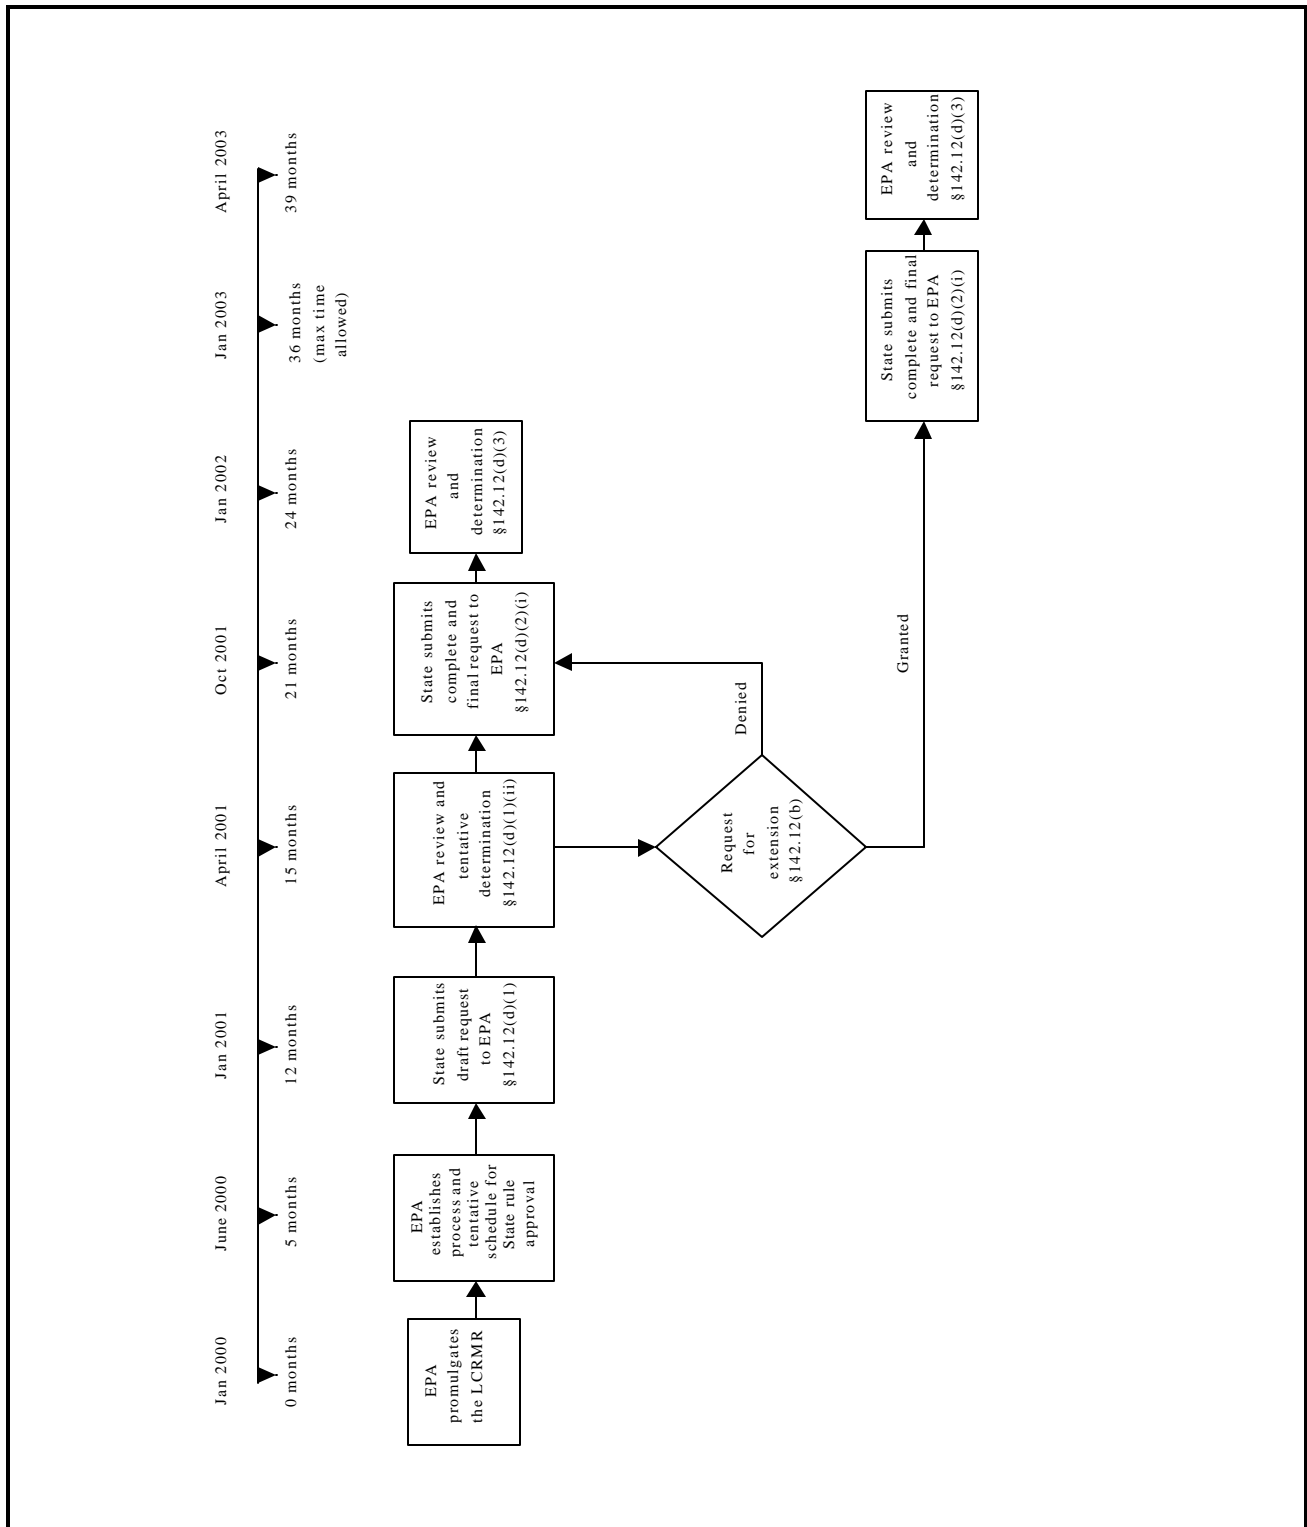 Jan 2000
June 2000
Jan 2001
April 2001
Oct 2001
Jan 2002
Jan 2003
April 2003
0 months
5 months
12 months
15 months
21 months
24 months
36 months
(max time
allowed)
39 months
EPA
promulgates
the LCRMR
EPA
establishes
process and
tentative
schedule for
State rule
approval
State submits
draft request
to EPA
§142.12(d)(1)
EPA review and
tentative
determination
§142.12(d)(1)(ii)
State submits
complete and
final request to
EPA
§142.12(d)(2)(i)
EPA review
and
determination
§142.12(d)(3)
Request
for
extension
§142.12(b)
Denied
Granted
State submits
complete and final
request to EPA
§142.12(d)(2)(i)
EPA review
and
determination
§142.12(d)(3)